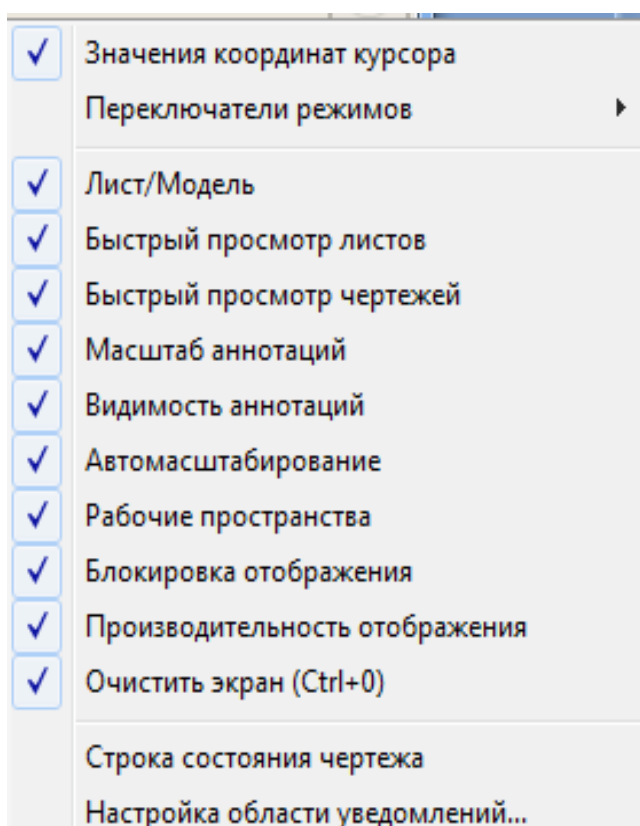 Значения координат курсора
Переключатели режимов
Лист/Модель
Быстрый просмотр листов
Быстрый просмотр чертежей
Масштаб аннотаций
Видимость аннотаций
Автомасштабирование
Рабочие пространства
Блокировка отображения
Производительность отображения
Очистить экран (Ctrl+0)
Строка состояния чертежа
Настройка области уведомлений...